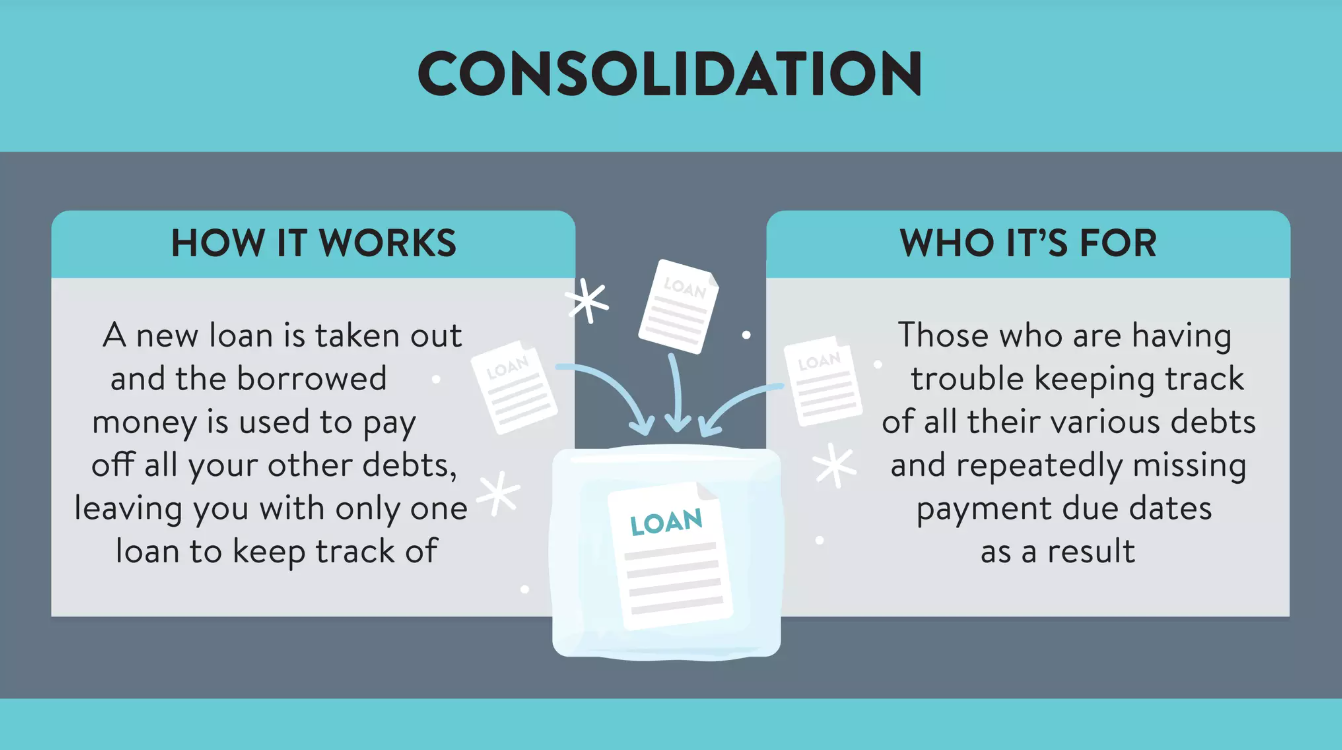 CONSOLIDATION
HOW IT WORKS
A new loan is taken out
and the borrowed
money is used to pay
off all your other debts,
leaving you with only one
loan to keep track of
LOAN
LOAN
LOAN
LOAN
WHO IT'S FOR
Those who are having
trouble keeping track
of all their various debts
and repeatedly missing
payment due dates
as a result